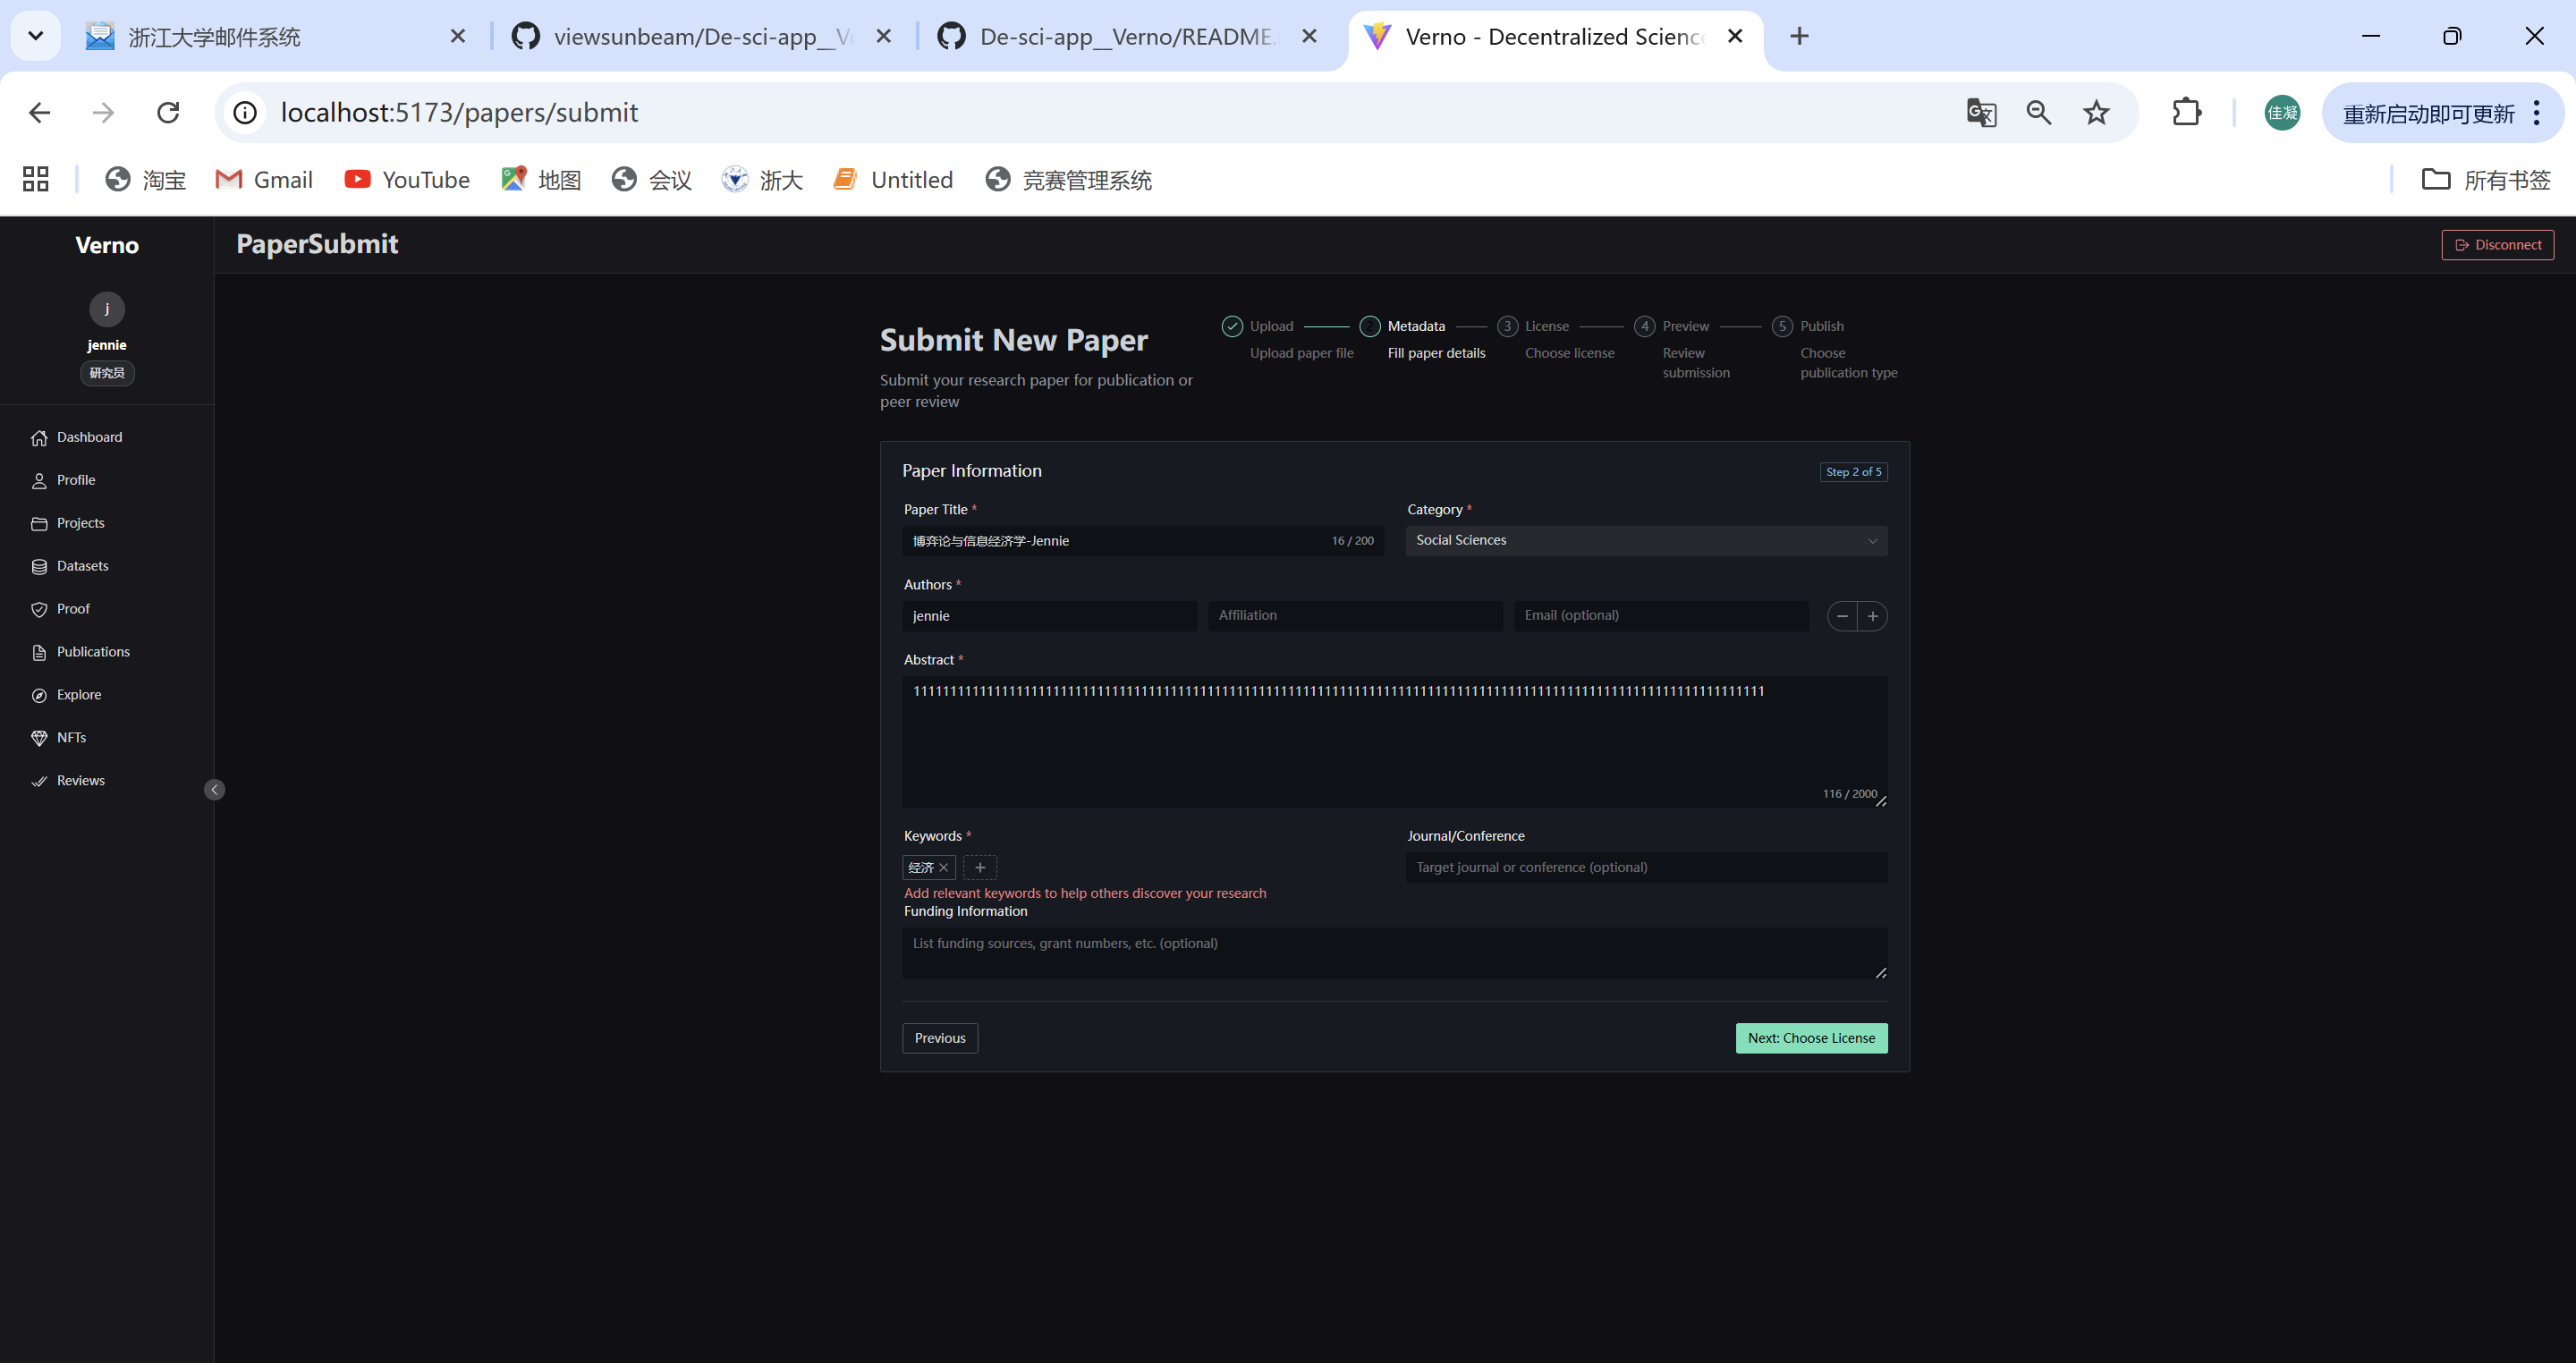 浙江大学邮件系统
viewsunbeam/De-sci-app__Ve
De-sci-app__Verno/README.
Verno - Decentralized Science
localhost:5173/papers/submit
佳凝
重新启动即可更新
淘宝
Gmail
YouTube
地图
会议
浙大
Untitled
竞赛管理系统
所有书签
Verno
PaperSubmit
Disconnect
j
jennie
研究员
Dashboard
Profile
Projects
Datasets
Proof
Publications
Explore
NFTs
Reviews
Submit New Paper
Submit your research paper for publication or
peer review
Upload
Upload paper file
Metadata
Fill paper details
3 License
Choose license
4 Preview
Review
submission
5 Publish
Choose
publication type
Paper Information
Step 2 of 5
Paper Title *
博弈论与信息经济学-Jennie
16 / 200
Category *
Social Sciences
Authors *
jennie
Affiliation
Email (optional)
Abstract *
11111111111111111111111111111111111111111111111111111111111111111111111111111111111111111111111111111111111111111111
116 / 2000
Keywords *
经济
Add relevant keywords to help others discover your research
Journal/Conference
Target journal or conference (optional)
Funding Information
List funding sources, grant numbers, etc. (optional)
Previous
Next: Choose License